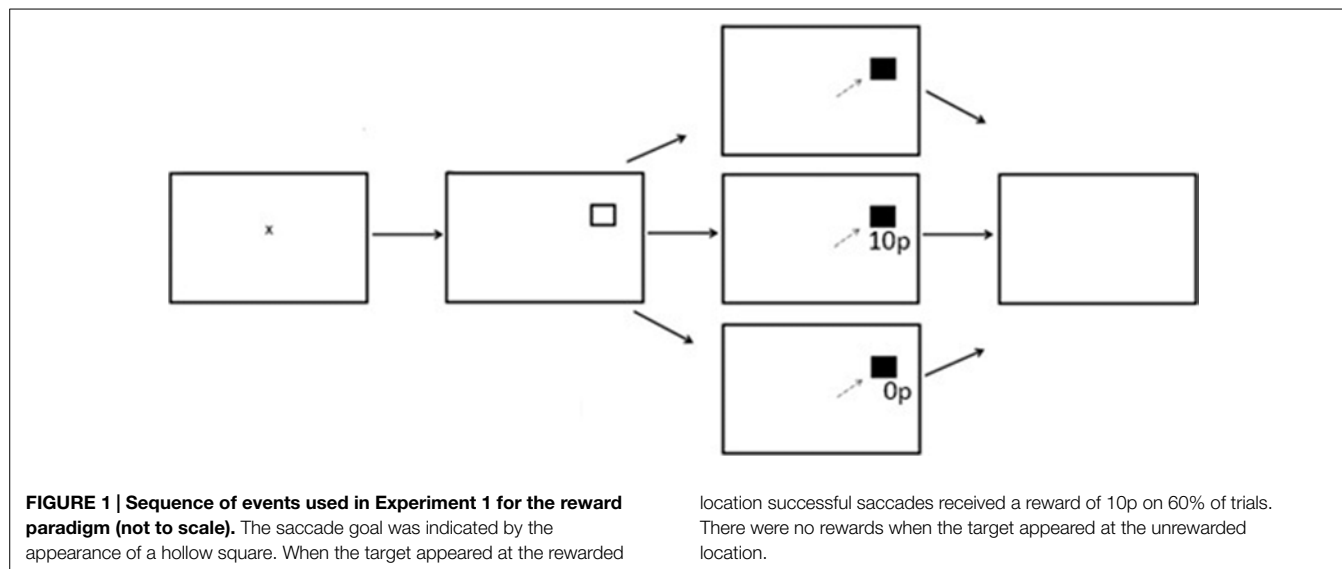 x
10p
0p
FIGURE 1 | Sequence of events used in Experiment 1 for the reward
paradigm (not to scale). The saccade goal was indicated by the
appearance of a hollow square. When the target appeared at the rewarded
location successful saccades received a reward of 10p on 60% of trials.
There were no rewards when the target appeared at the unrewarded
location.